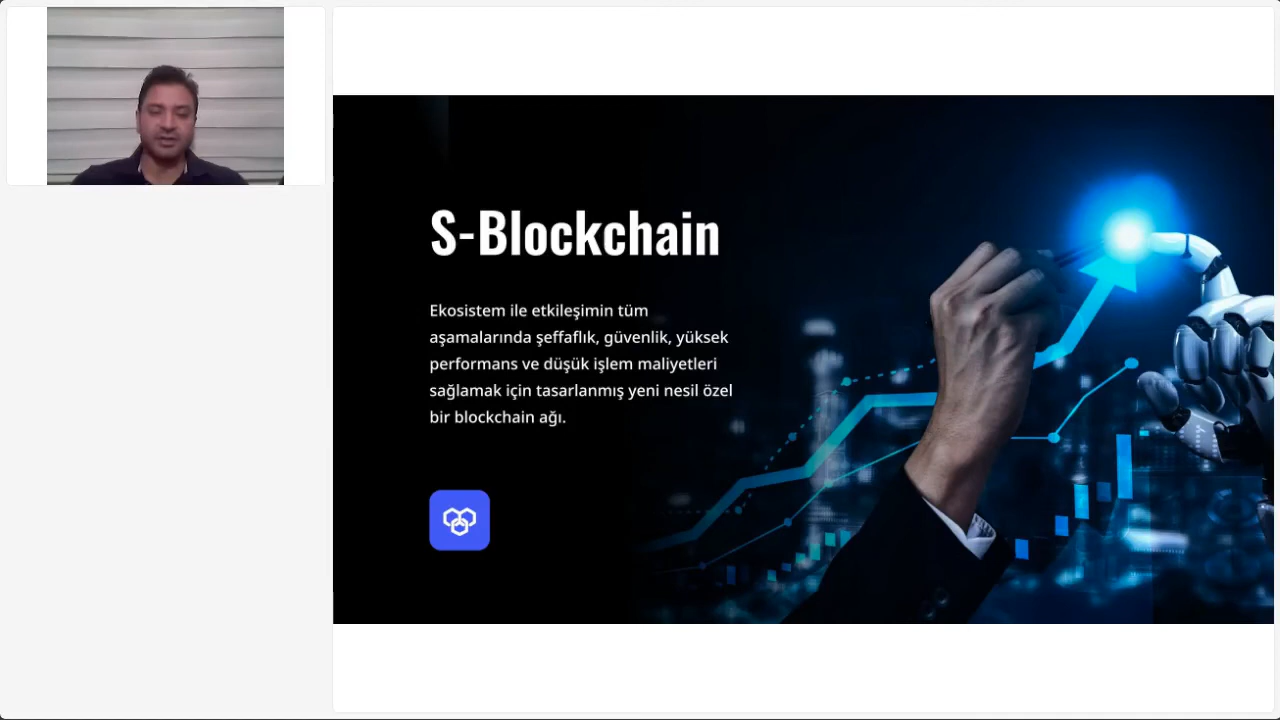 S-Blockchain
Ekosistem ile etkileşimin tüm
aşamalarında şeffaflık, güvenlik, yüksek
performans ve düşük işlem maliyetleri
sağlamak için tasarlanmış yeni nesil özel
bir blockchain ağı.